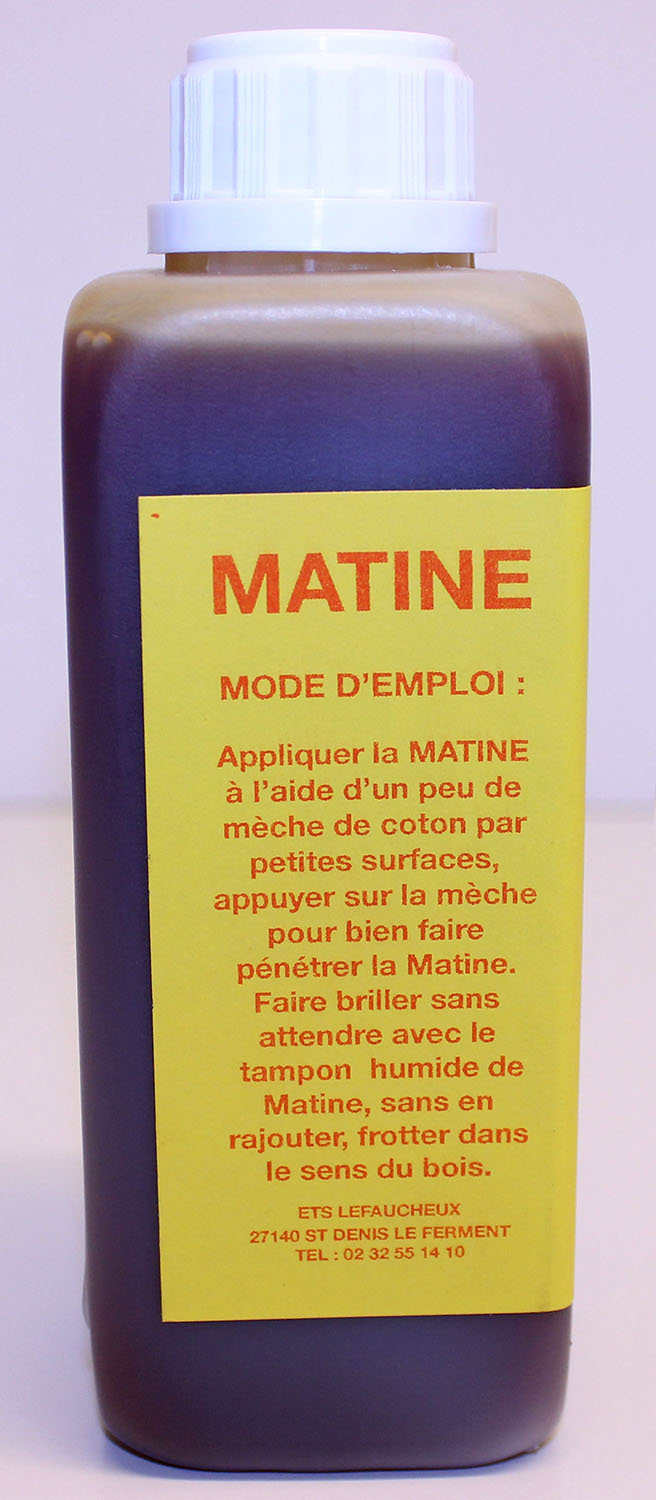 MATINE
MODE D'EMPLOI :
Appliquer la MATINE
à l'aide d'un peu de
mèche de coton par
petites surfaces,
appuyer sur la mèche
pour bien faire
pénétrer la Matine.
Faire briller sans
attendre avec le
tampon humide de
Matine, sans en
rajouter, frotter dans
le sens du bois.
ETS LEFAUCHEUX
27140 ST DENIS LE FERMENT
TEL : 02 32 55 14 10